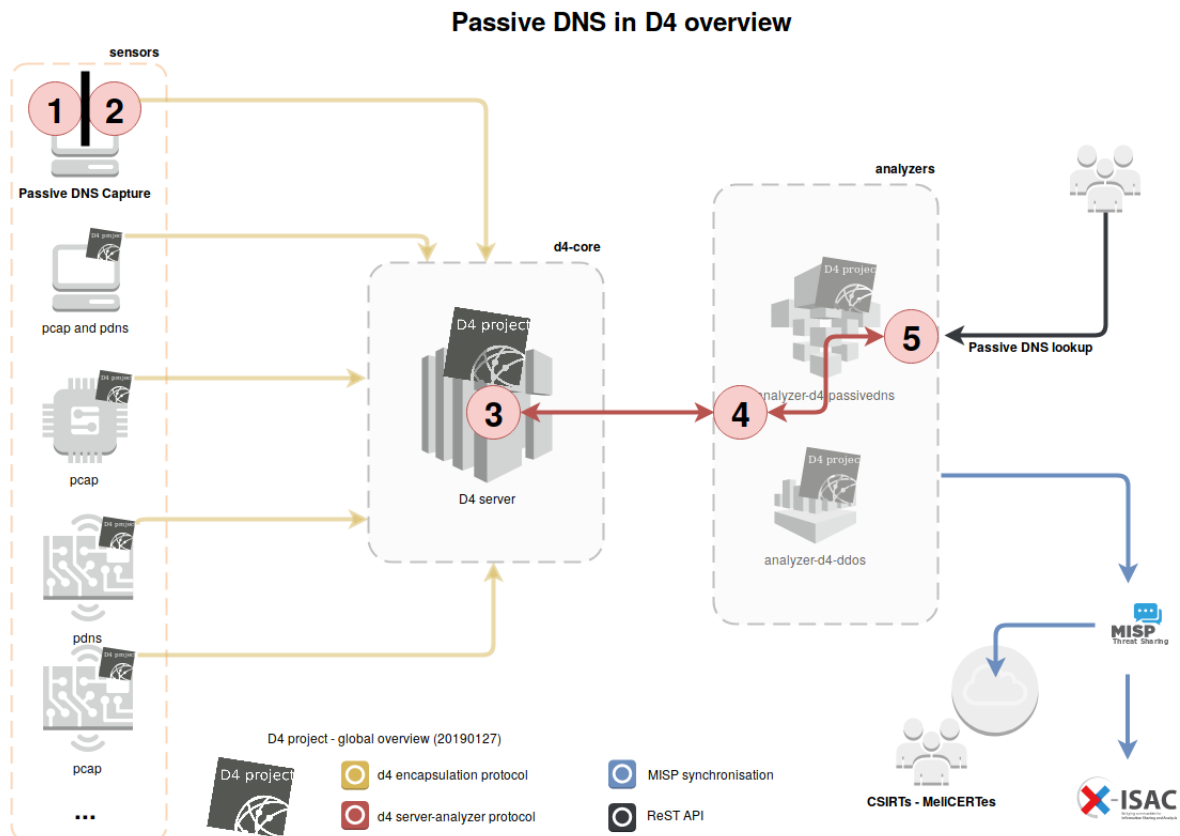 Passive DNS in D4 overview
sensors
1
2
Passive DNS Capture
D4 project
pcap and pdns
D4 project
pcap
D4 project
pdns
D4 project
pcap
...
d4-core
D4 project
3
D4 server
analyzers
D4 project
5
4
analyzer-d4-passivedns
D4 project
analyzer-d4-ddos
Passive DNS lookup
MISP
Threat Sharing
CSIRTs - MeliCERTes
X-ISAC
D4 project - global overview (20190127)
D4 project
d4 encapsulation protocol
d4 server-analyzer protocol
MISP synchronisation
ReST API